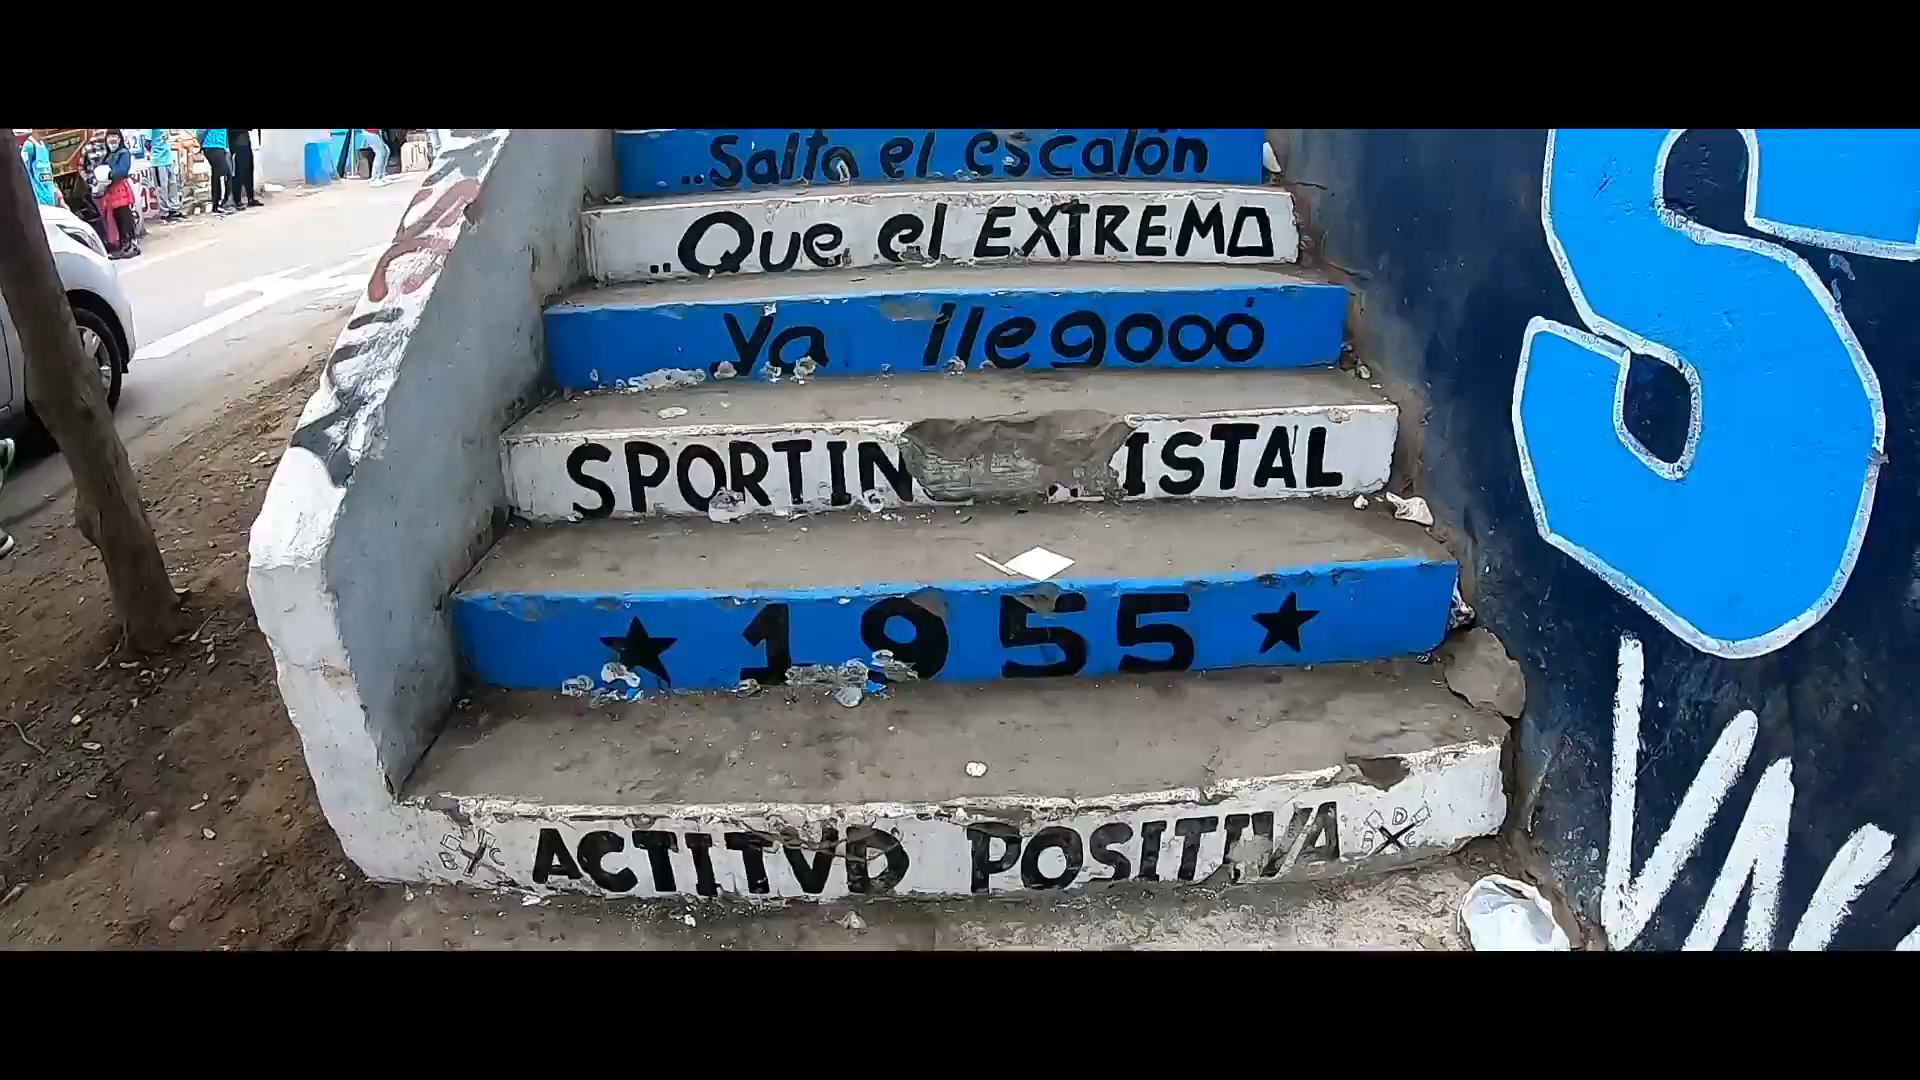 ..Salta el escalón
..Que el EXTREMO
Ya llegooó
SPORTIN ISTAL
★ 1955 ★
ACTITVD POSITIVA
S